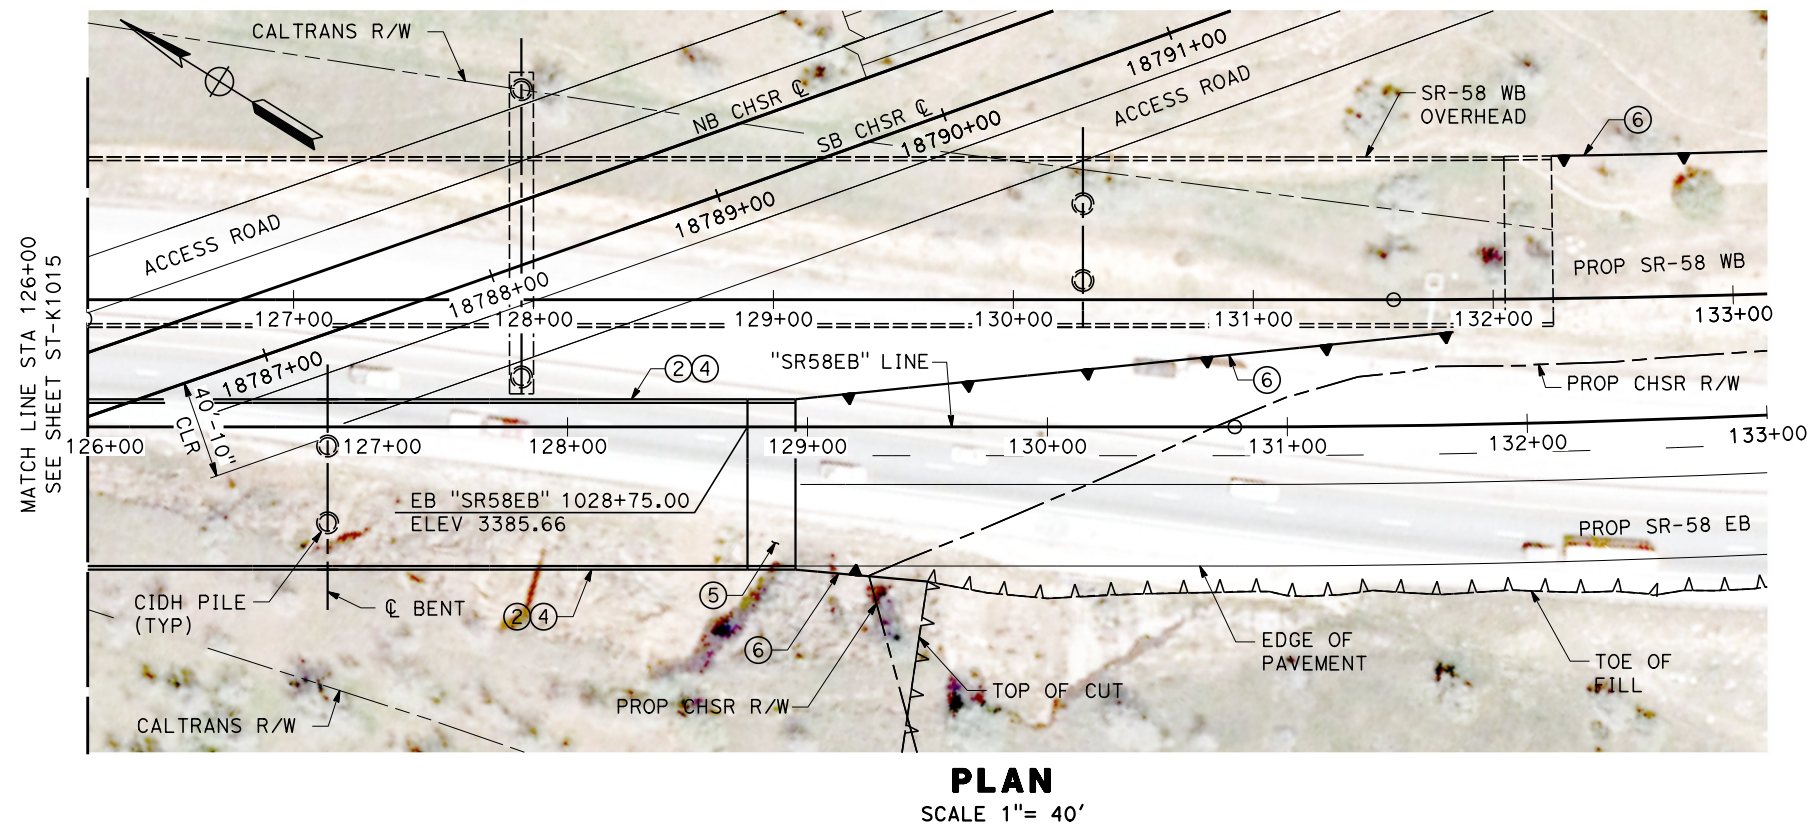 CALTRANS R/W
NB CHSR ℄
SB CHSR ℄
18791+00
18790+00
ACCESS ROAD
SR-58 WB
OVERHEAD
6
18789+00
ACCESS ROAD
MATCH LINE STA 126+00
SEE SHEET ST-K1015
18788+00
PROP SR-58 WB
127+00
128+00
129+00
130+00
131+00
132+00
133+00
18787+00
2 4
"SR58EB" LINE
6
PROP CHSR R/W
40'-10"
CLR
126+00
127+00
128+00
129+00
130+00
131+00
132+00
133+00
EB "SR58EB" 1028+75.00
ELEV 3385.66
PROP SR-58 EB
CIDH PILE
(TYP)
℄ BENT
2 4
5
6
EDGE OF
PAVEMENT
TOE OF
FILL
PROP CHSR R/W
TOP OF CUT
CALTRANS R/W
PLAN
SCALE 1"= 40'